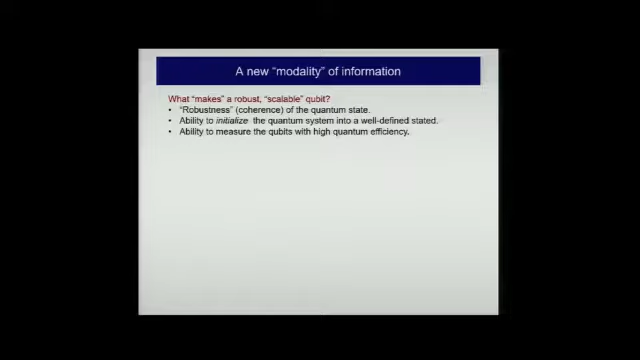 A new “modality” of information
What “makes” a robust, “scalable” qubit?
• “Robustness” (coherence) of the quantum state.
• Ability to initialize the quantum system into a well-defined stated.
• Ability to measure the qubits with high quantum efficiency.